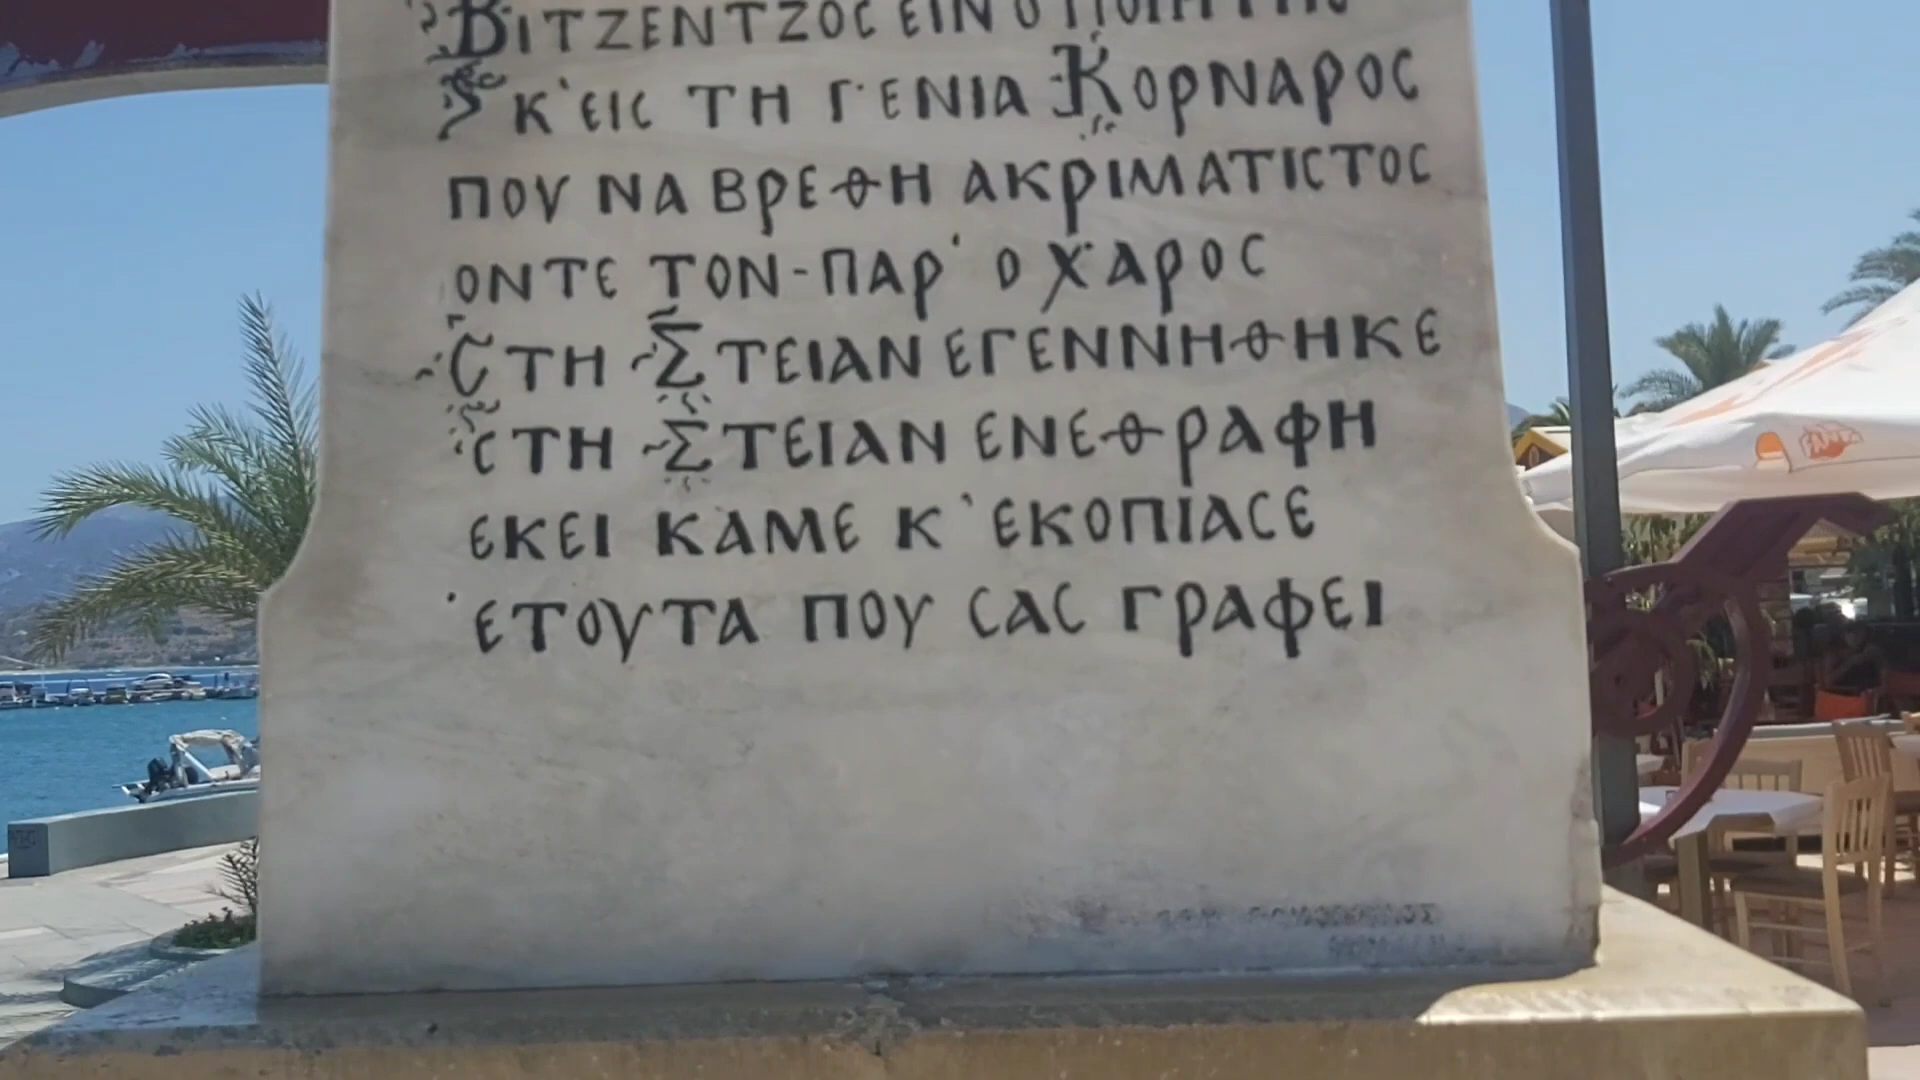 ΒΙΤΖΕΝΤΖΟϹ ΕΙΝ Ο ΠΟΙΗΤΗϹ
Κ'ΕΙϹ ΤΗ ΓΕΝΙΑ ΚΟΡΝΑΡΟϹ
ΠΟΥ ΝΑ ΒΡΕΘΗ ΑΚΡΙΜΑΤΙϹΤΟϹ
ΟΝΤΕ ΤΟΝ-ΠΑΡ' Ο ΧΑΡΟϹ
ϹΤΗ ΣΤΕΙΑΝ ΕΓΕΝΝΗΘΗΚΕ
ϹΤΗ ΣΤΕΙΑΝ ΕΝΕΘΡΑΦΗ
ΕΚΕΙ ΚΑΜΕ Κ'ΕΚΟΠΙΑϹΕ
'ΕΤΟΥΤΑ ΠΟΥ ϹΑϹ ΓΡΑΦΕΙ